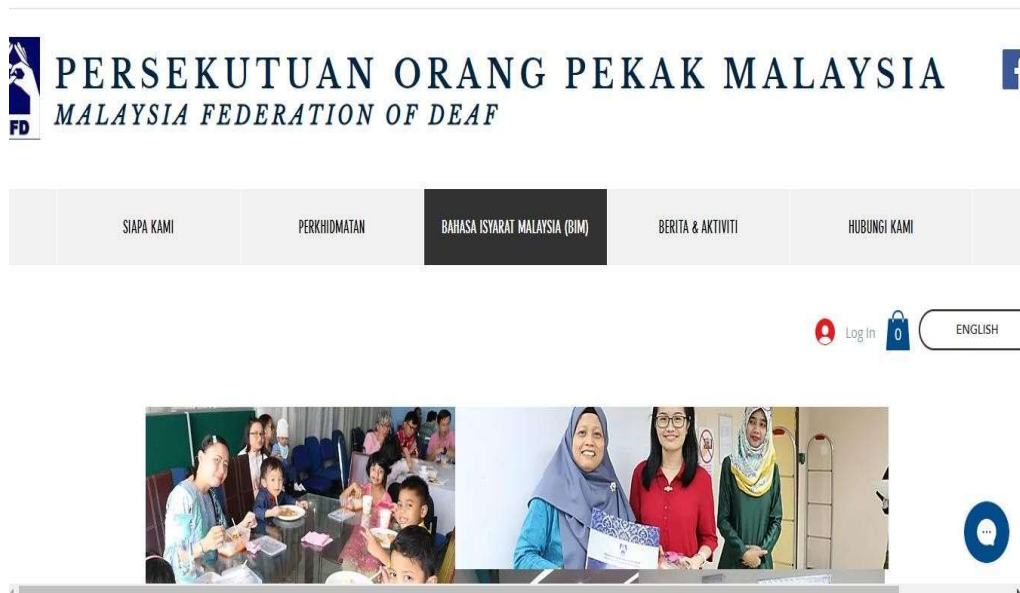 PERSEKUTUAN ORANG PEKAK MALAYSIA
MALAYSIA FEDERATION OF DEAF
FD
SIAPA KAMI
PERKHIDMATAN
BAHASA ISYARAT MALAYSIA (BIM)
BERITA & AKTIVITI
HUBUNGI KAMI
Log In
0
ENGLISH